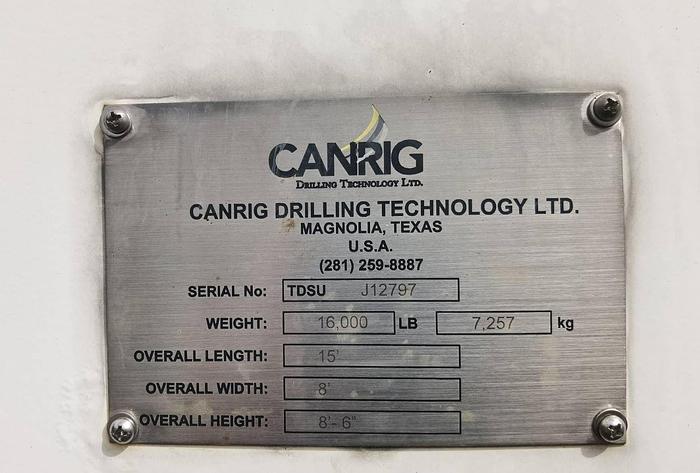 CANRIG
DRILLING TECHNOLOGY LTD.
CANRIG DRILLING TECHNOLOGY LTD.
MAGNOLIA, TEXAS
U.S.A.
(281) 259-8887
SERIAL No: TDSU J12797
WEIGHT: 16,000 LB 7,257 kg
OVERALL LENGTH: 15'
OVERALL WIDTH: 8'
OVERALL HEIGHT: 8'- 6"